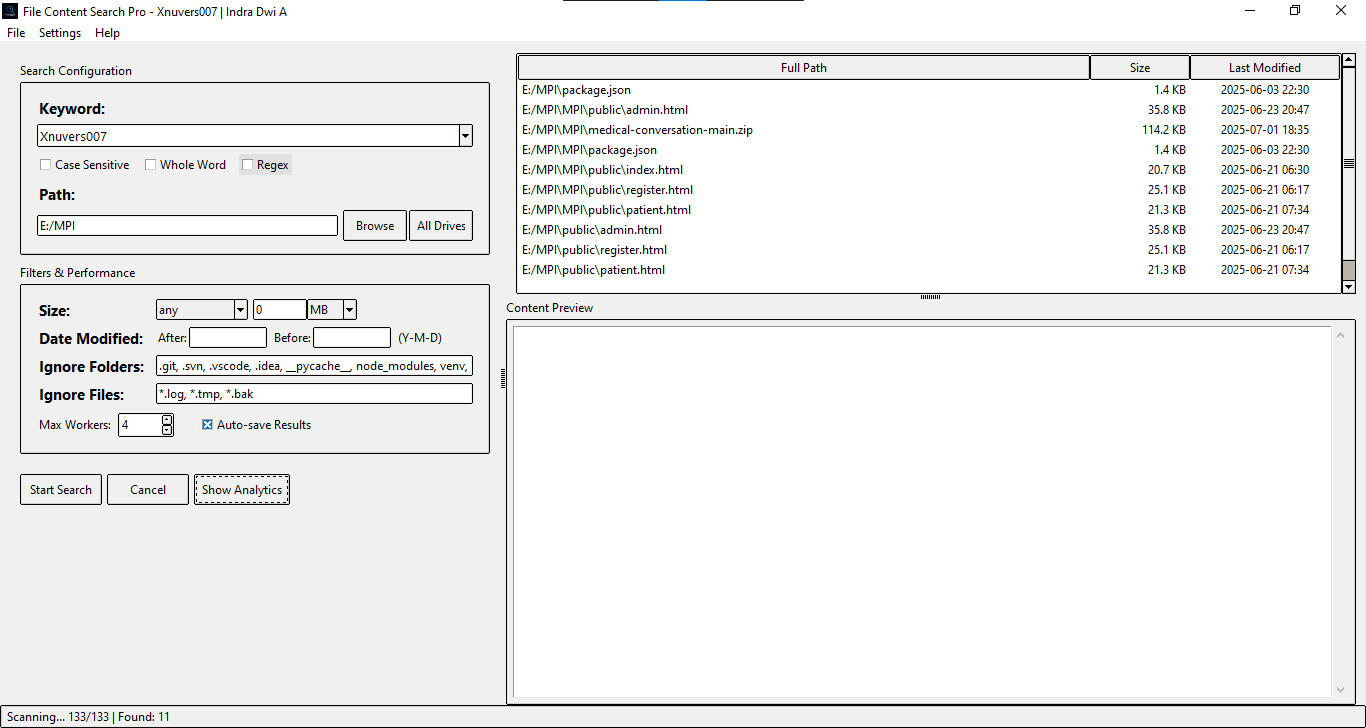 File Content Search Pro - Xnuvers007 | Indra Dwi A
File Settings Help
Search Configuration
Keyword:
Xnuvers007
Case Sensitive Whole Word Regex
Path:
E:/MPI Browse All Drives
Filters & Performance
Size: any 0 MB
Date Modified: After: Before: (Y-M-D)
Ignore Folders: .git, .svn, .vscode, .idea, __pycache__, node_modules, venv,
Ignore Files: *.log, *.tmp, *.bak
Max Workers: 4 Auto-save Results
Start Search Cancel Show Analytics
Full Path Size Last Modified
E:/MPI\package.json 1.4 KB 2025-06-03 22:30
E:/MPI\MPI\public\admin.html 35.8 KB 2025-06-23 20:47
E:/MPI\MPI\medical-conversation-main.zip 114.2 KB 2025-07-01 18:35
E:/MPI\MPI\package.json 1.4 KB 2025-06-03 22:30
E:/MPI\MPI\public\index.html 20.7 KB 2025-06-21 06:30
E:/MPI\MPI\public\register.html 25.1 KB 2025-06-21 06:17
E:/MPI\MPI\public\patient.html 21.3 KB 2025-06-21 07:34
E:/MPI\public\admin.html 35.8 KB 2025-06-23 20:47
E:/MPI\public\register.html 25.1 KB 2025-06-21 06:17
E:/MPI\public\patient.html 21.3 KB 2025-06-21 07:34
Content Preview
Scanning... 133/133 | Found: 11